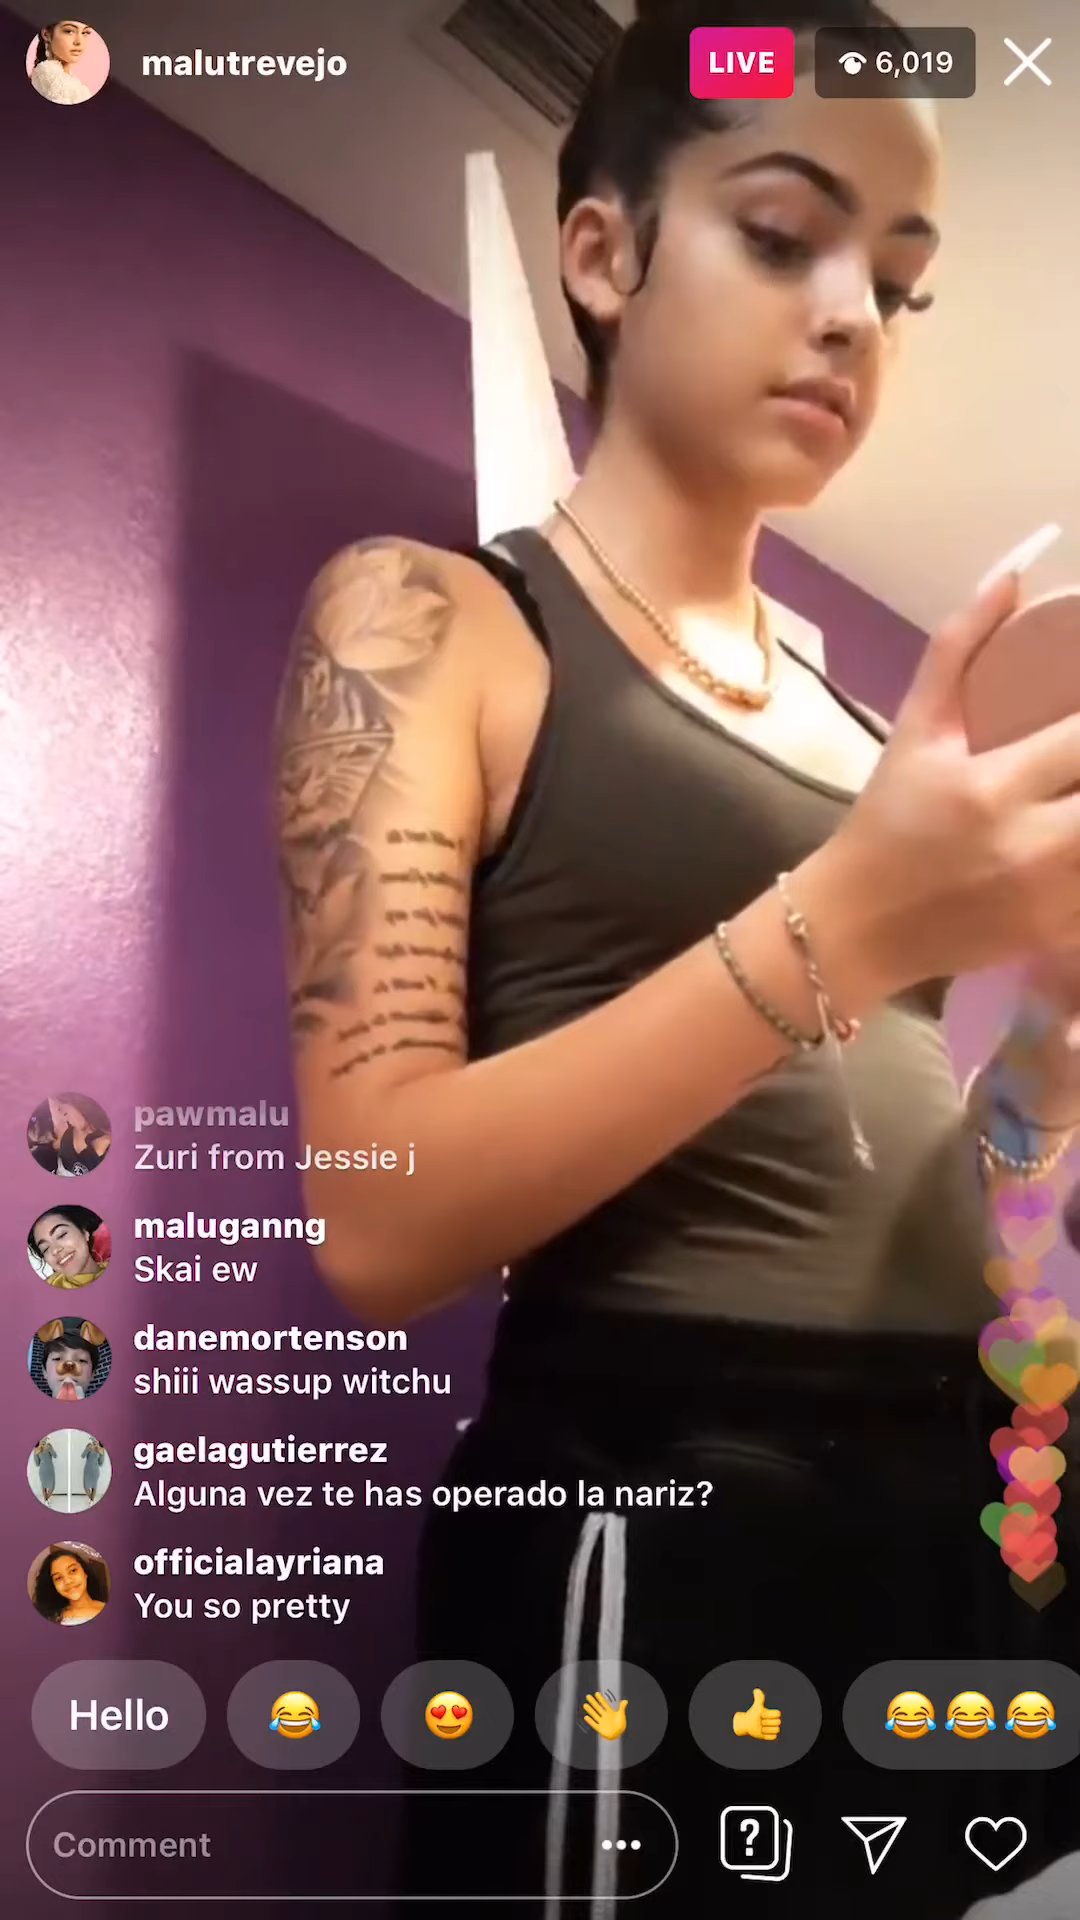 malutrevejo
LIVE
6,019
pawmalu
Zuri from Jessie j
maluganng
Skai ew
danemortenson
shiii wassup witchu
gaelagutierrez
Alguna vez te has operado la nariz?
officialayriana
You so pretty
Hello
Comment